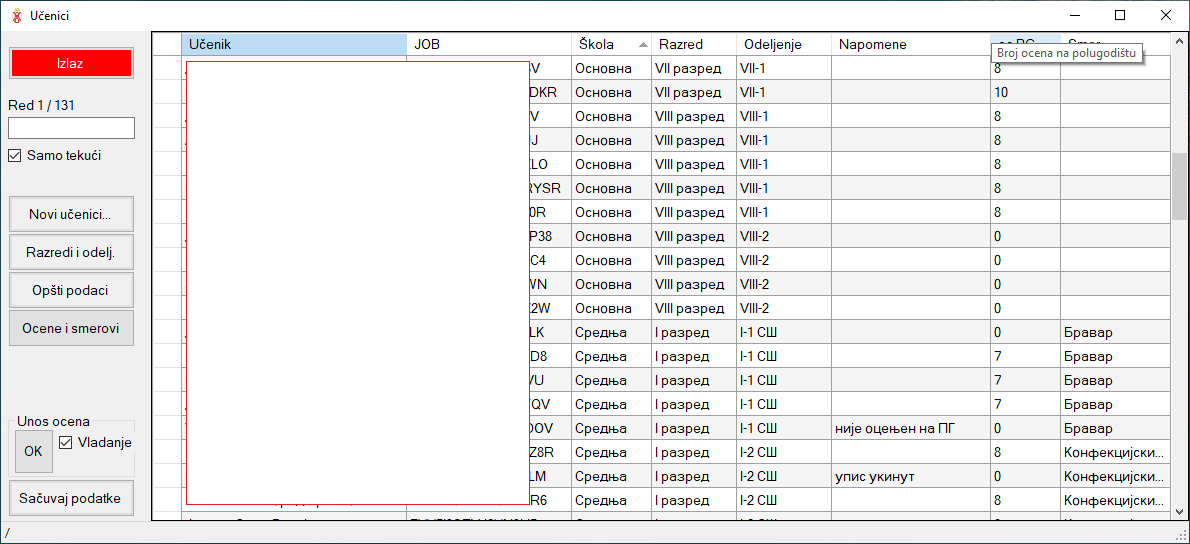 Učenici
Izlaz
Red 1 / 131
Samo tekući
Novi učenici...
Razredi i odelj.
Opšti podaci
Ocene i smerovi
Unos ocena
OK
Vladanje
Sačuvaj podatke
/
Učenik JOB Škola Razred Odeljenje Napomene
Broj ocena na polugodištu
Основна VII разред VII-1 8
DKR Основна VII разред VII-1 10
Основна VIII разред VIII-1 8
Основна VIII разред VIII-1 8
LO Основна VIII разред VIII-1 8
RYSR Основна VIII разред VIII-1 8
0R Основна VIII разред VIII-1 8
P38 Основна VIII разред VIII-2 0
C4 Основна VIII разред VIII-2 0
WN Основна VIII разред VIII-2 0
2W Основна VIII разред VIII-2 0
LK Средња I разред I-1 СШ 0 Бравар
D8 Средња I разред I-1 СШ 7 Бравар
VU Средња I разред I-1 СШ 7 Бравар
QV Средња I разред I-1 СШ 7 Бравар
OV Средња I разред I-1 СШ није оцењен на ПГ 0 Бравар
Z8R Средња I разред I-2 СШ 8 Конфекцијски...
LM Средња I разред I-2 СШ упис укинут 0 Конфекцијски...
R6 Средња I разред I-2 СШ 8 Конфекцијски...